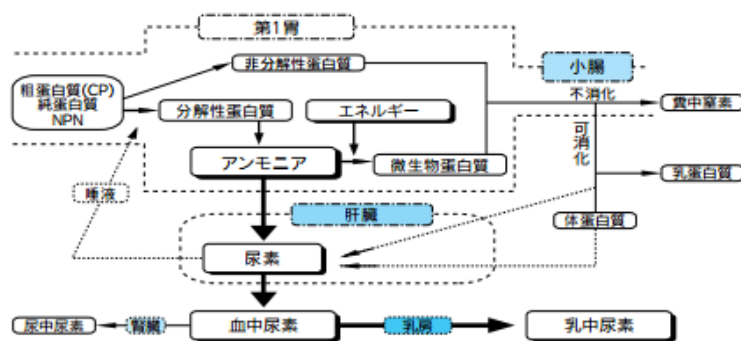 第1胃
非分解性蛋白質
小腸
粗蛋白質(CP)
純蛋白質
NPN
分解性蛋白質
エネルギー
不消化
糞中窒素
可消化
アンモニア
微生物蛋白質
乳蛋白質
唾液
肝臓
体蛋白質
尿素
尿中尿素
腎臓
血中尿素
乳房
乳中尿素